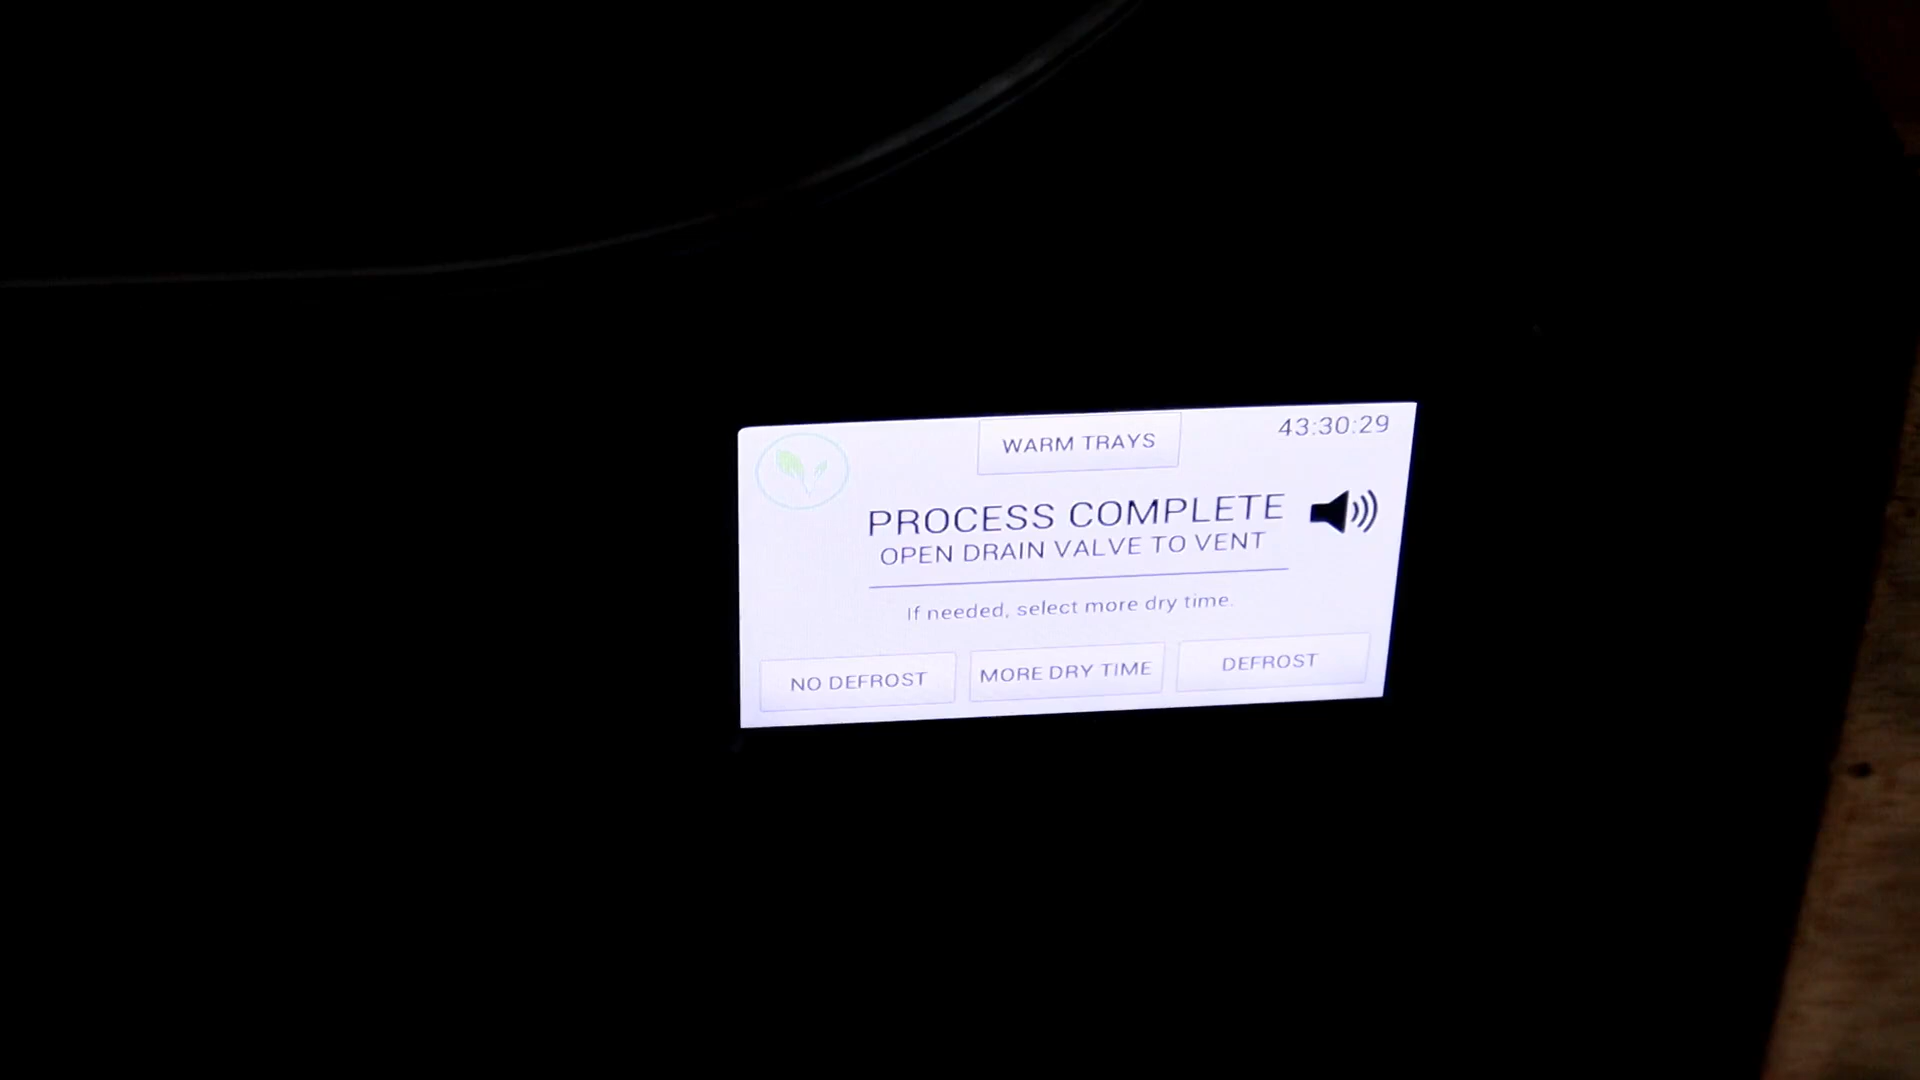 WARM TRAYS
43:30:29
PROCESS COMPLETE
OPEN DRAIN VALVE TO VENT
If needed, select more dry time.
NO DEFROST
MORE DRY TIME
DEFROST